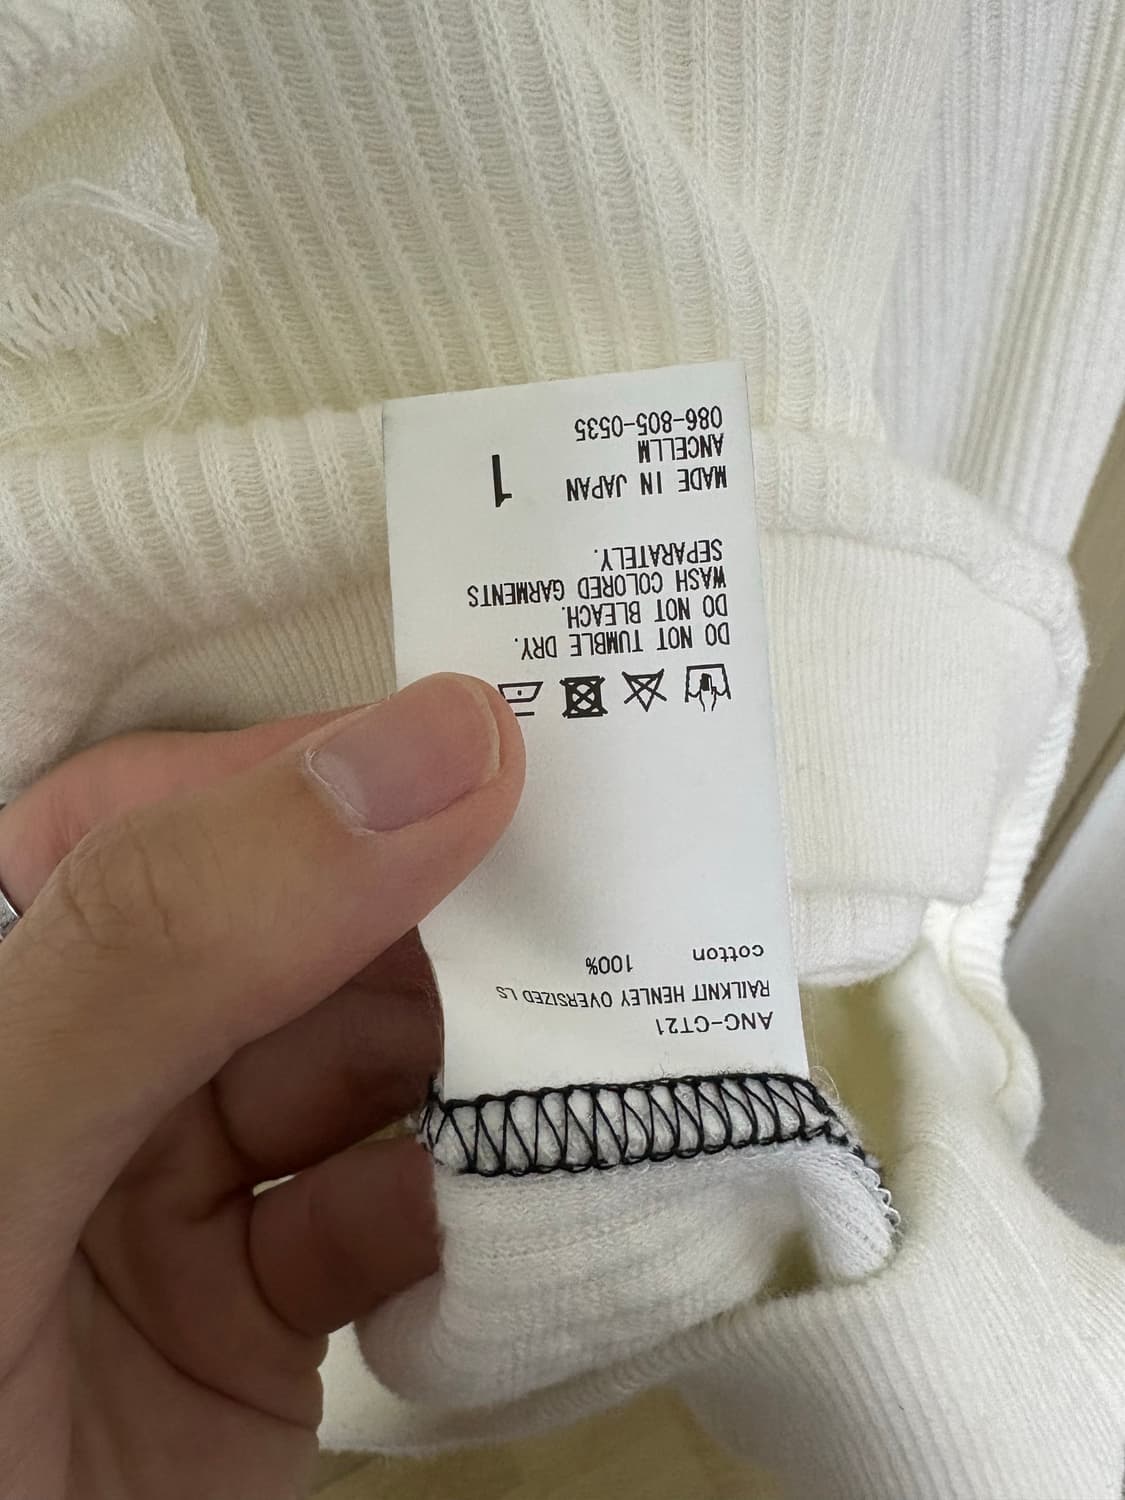 ANC-CT21
RAILKNIT HENLEY OVERSIZED LS
cotton 100%
DO NOT TUMBLE DRY.
DO NOT BLEACH.
WASH COLORED GARMENTS
SEPARATELY.
MADE IN JAPAN 1
ANCELLM
086-805-0535